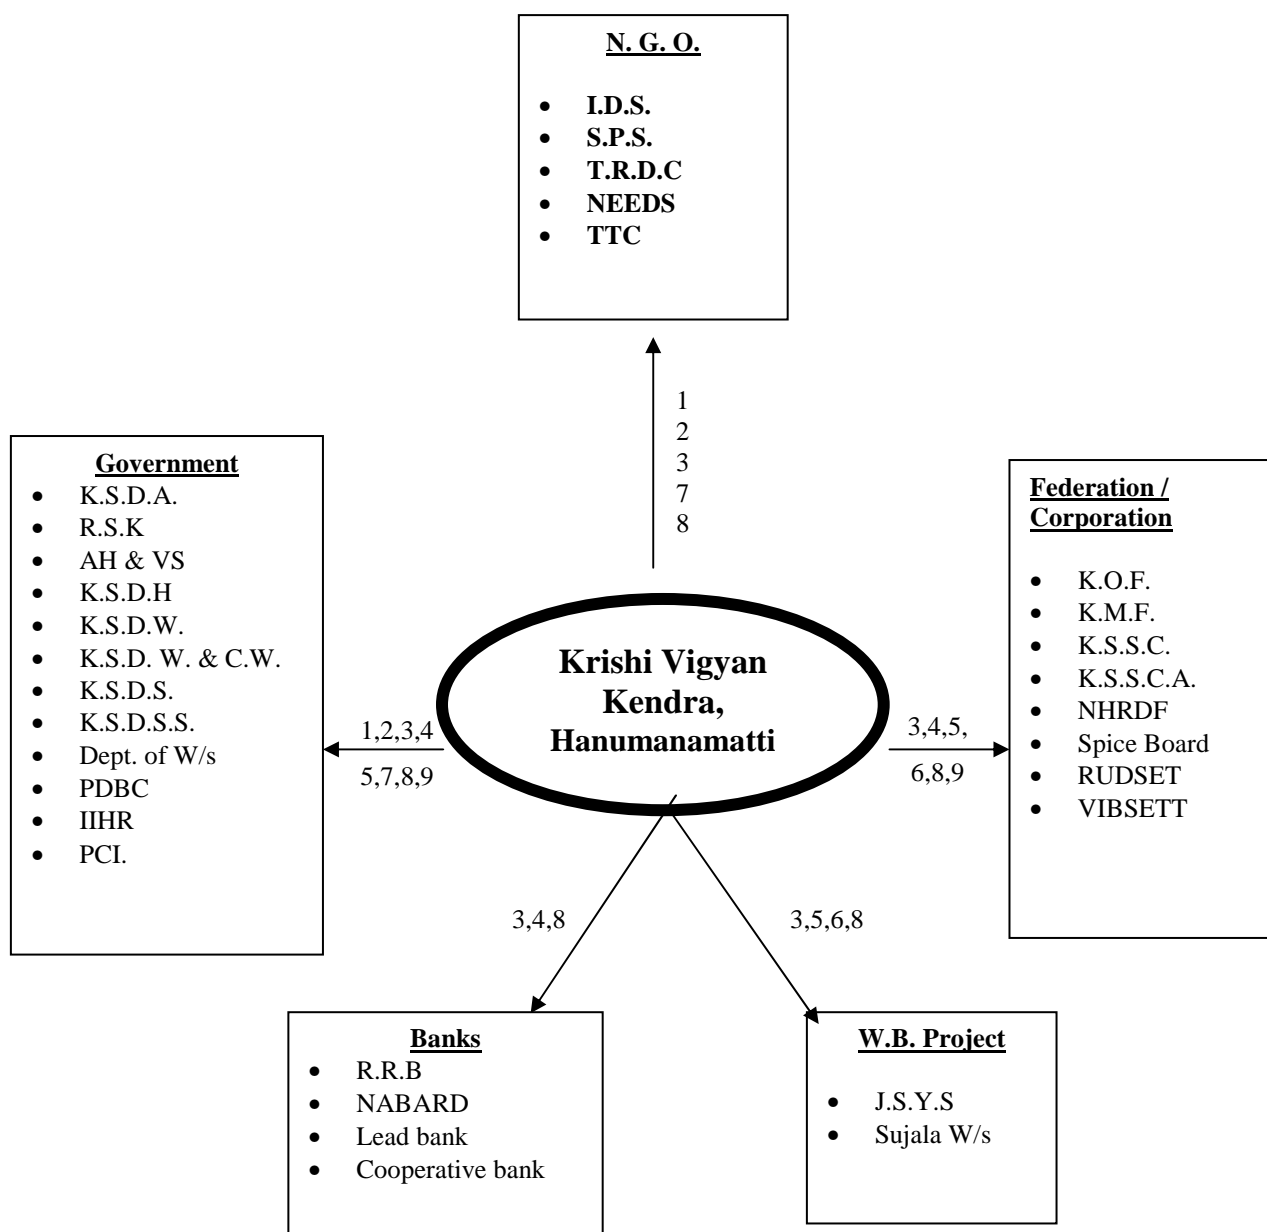 N. G. O.
• I.D.S.
• S.P.S.
• T.R.D.C
• NEEDS
• TTC
1
2
3
7
8
Government
• K.S.D.A.
• R.S.K
• AH & VS
• K.S.D.H
• K.S.D.W.
• K.S.D. W. & C.W.
• K.S.D.S.
• K.S.D.S.S.
• Dept. of W/s
• PDBC
• IIHR
• PCI.
1,2,3,4
5,7,8,9
Krishi Vigyan
Kendra,
Hanumanamatti
3,4,5,
6,8,9
Federation /
Corporation
• K.O.F.
• K.M.F.
• K.S.S.C.
• K.S.S.C.A.
• NHRDF
• Spice Board
• RUDSET
• VIBSETT
3,4,8
3,5,6,8
Banks
• R.R.B
• NABARD
• Lead bank
• Cooperative bank
W.B. Project
• J.S.Y.S
• Sujala W/s